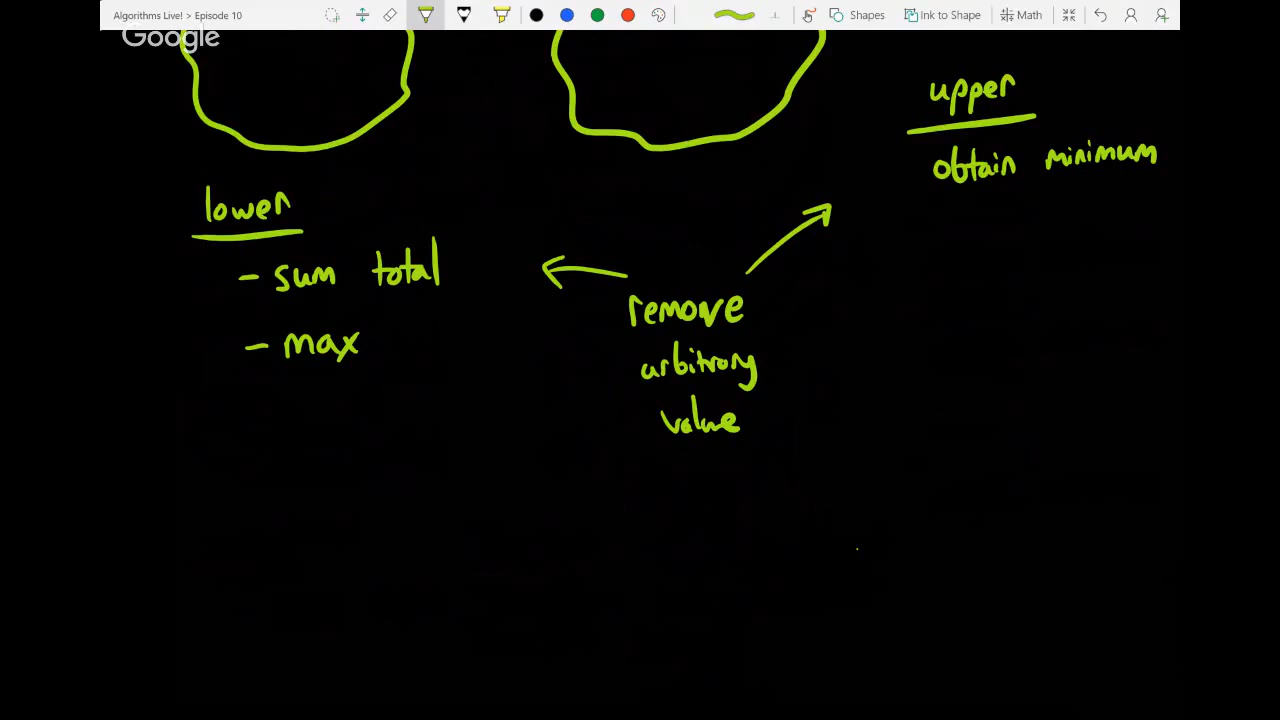 Algorithms Live! > Episode 10
Shapes
Ink to Shape
Math
Google
upper
obtain minimum
lower
- sum total
- max
remove
arbitrary
value